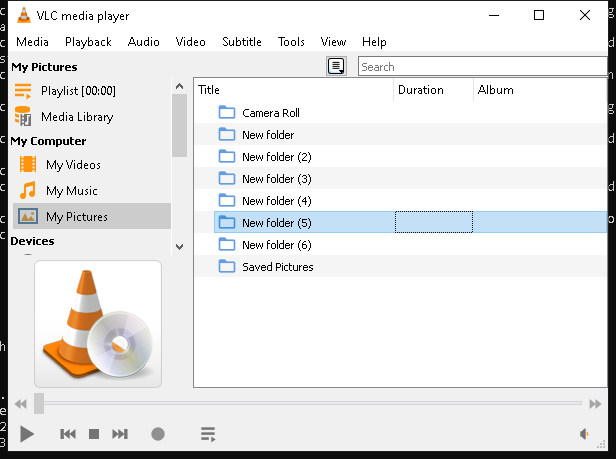 VLC media player
Media Playback Audio Video Subtitle Tools View Help
My Pictures
Search
Playlist [00:00]
Media Library
My Computer
My Videos
My Music
My Pictures
Devices
Title Duration Album
Camera Roll
New folder
New folder (2)
New folder (3)
New folder (4)
New folder (5)
New folder (6)
Saved Pictures